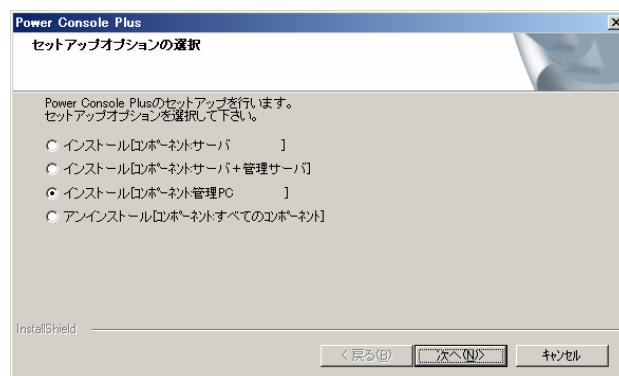 Power Console Plus
セットアップオプションの選択
Power Console Plusのセットアップを行います。
セットアップオプションを選択して下さい。
インストール[ｺﾝﾎﾟｰﾈﾝﾄ:サーバ ]
インストール[ｺﾝﾎﾟｰﾈﾝﾄ:サーバ+管理サーバ]
インストール[ｺﾝﾎﾟｰﾈﾝﾄ:管理PC ]
アンインストール[ｺﾝﾎﾟｰﾈﾝﾄ:すべてのｺﾝﾎﾟｰﾈﾝﾄ]
InstallShield
< 戻る(B)
次へ(N)>
ｷｬﾝｾﾙ